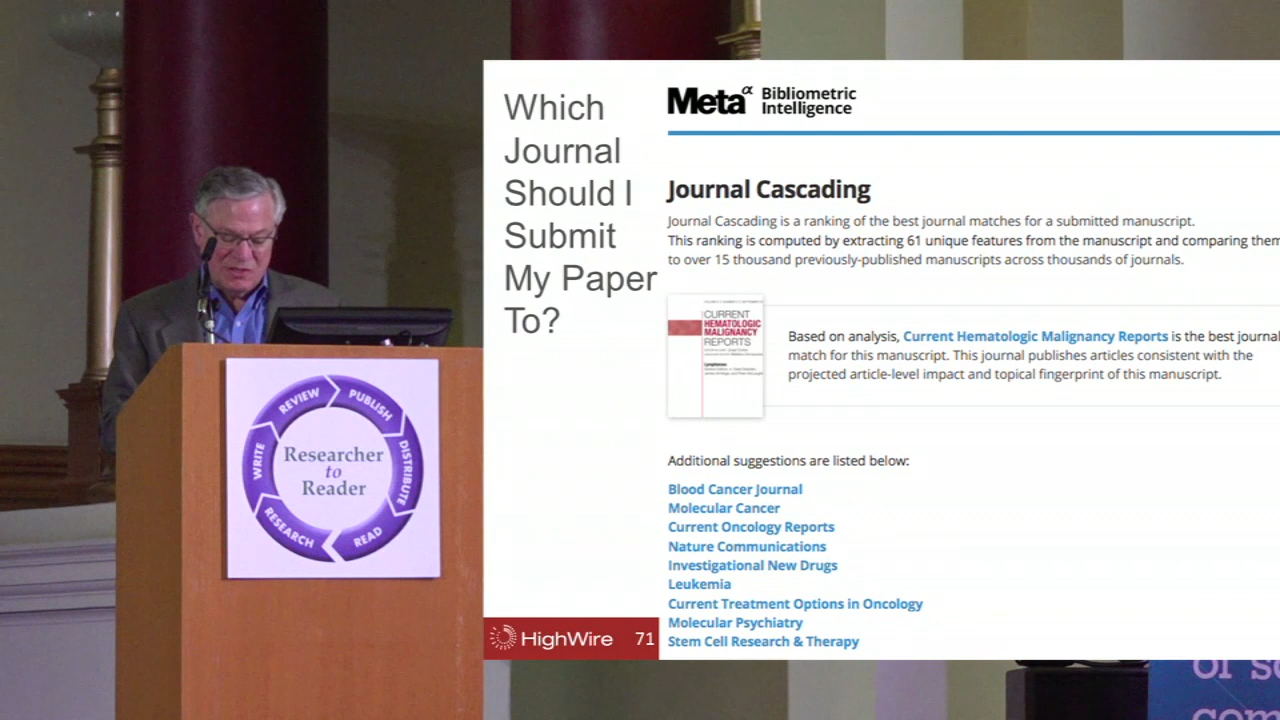 Which
Journal
Should I
Submit
My Paper
To?
Metaα Bibliometric
Intelligence
Journal Cascading
Journal Cascading is a ranking of the best journal matches for a submitted manuscript.
This ranking is computed by extracting 61 unique features from the manuscript and comparing them
to over 15 thousand previously-published manuscripts across thousands of journals.
CURRENT
HEMATOLOGIC
MALIGNANCY
REPORTS
Based on analysis, Current Hematologic Malignancy Reports is the best journal
match for this manuscript. This journal publishes articles consistent with the
projected article-level impact and topical fingerprint of this manuscript.
Additional suggestions are listed below:
Blood Cancer Journal
Molecular Cancer
Current Oncology Reports
Nature Communications
Investigational New Drugs
Leukemia
Current Treatment Options in Oncology
Molecular Psychiatry
Stem Cell Research & Therapy
HighWire 71
REVIEW
PUBLISH
DISTRIBUTE
READ
RESEARCH
WRITE
Researcher
to
Reader